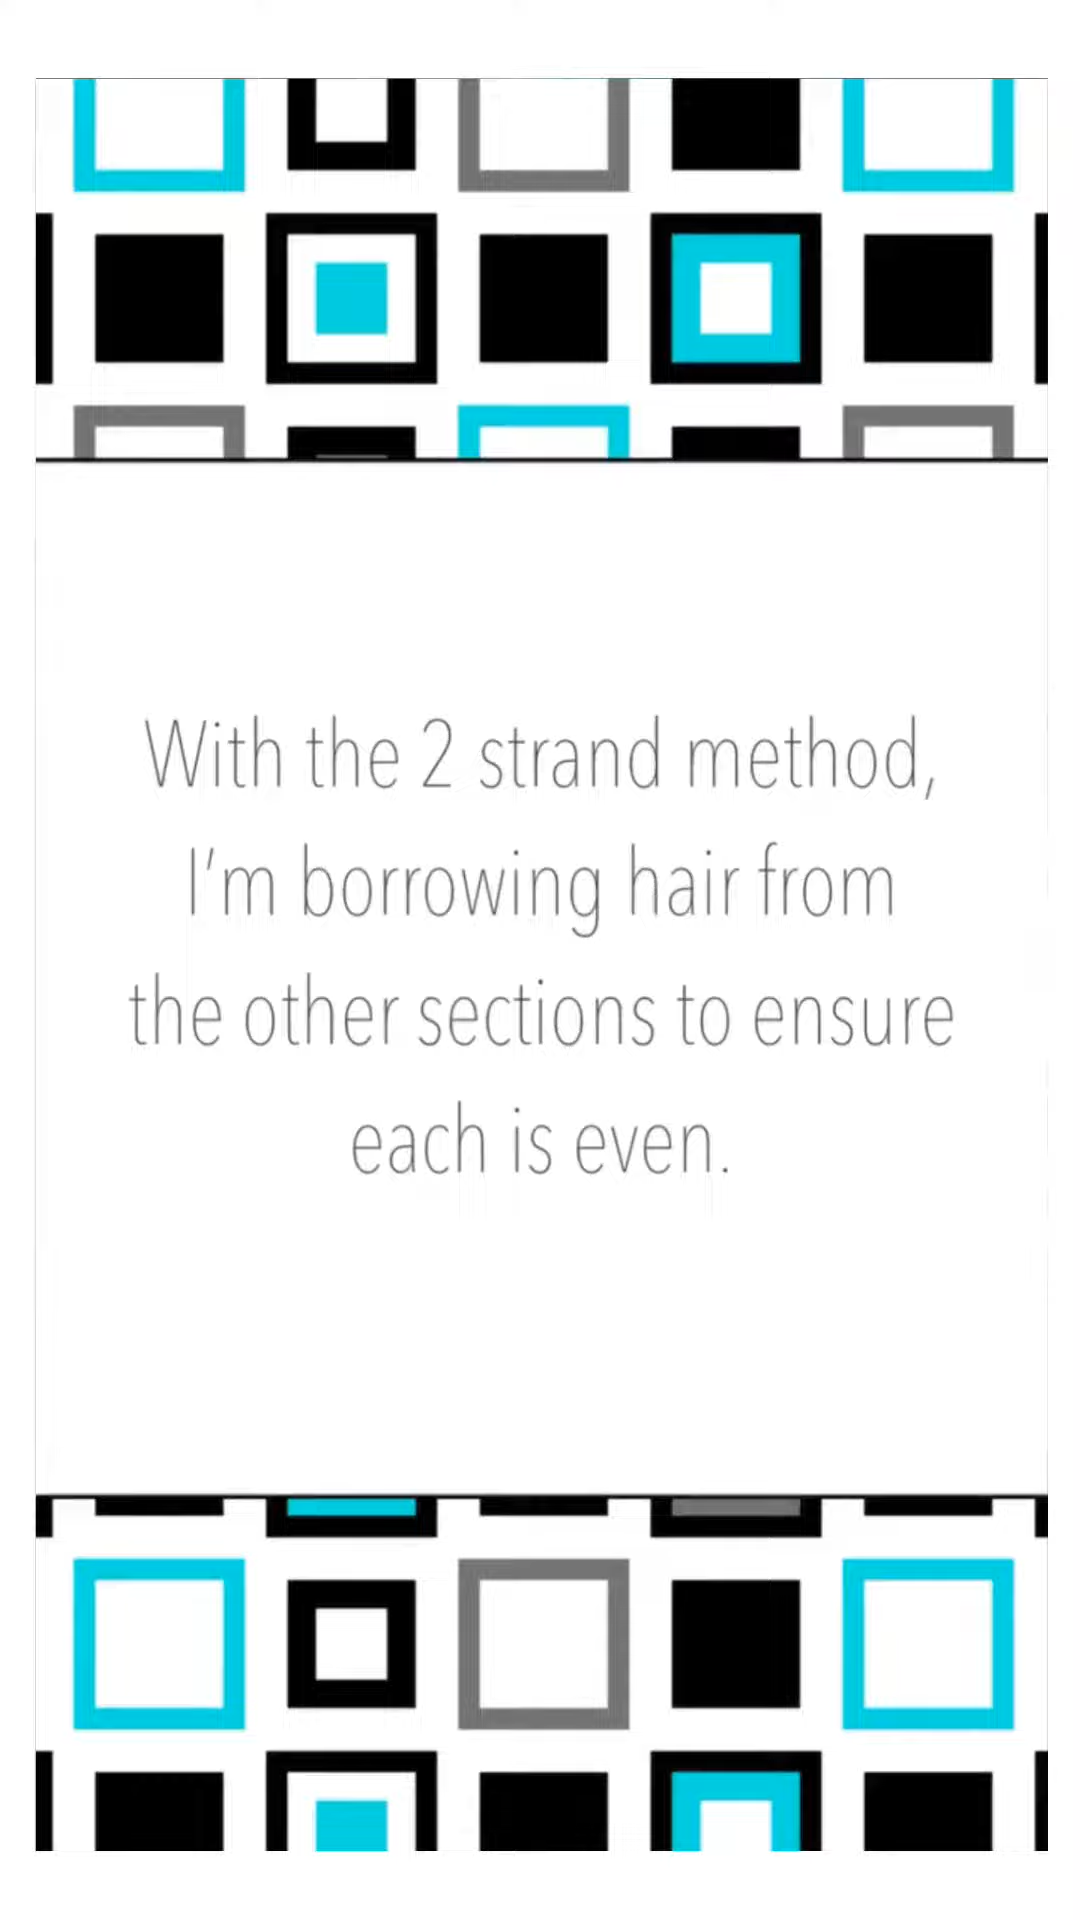 With the 2 strand method,
I'm borrowing hair from
the other sections to ensure
each is even.